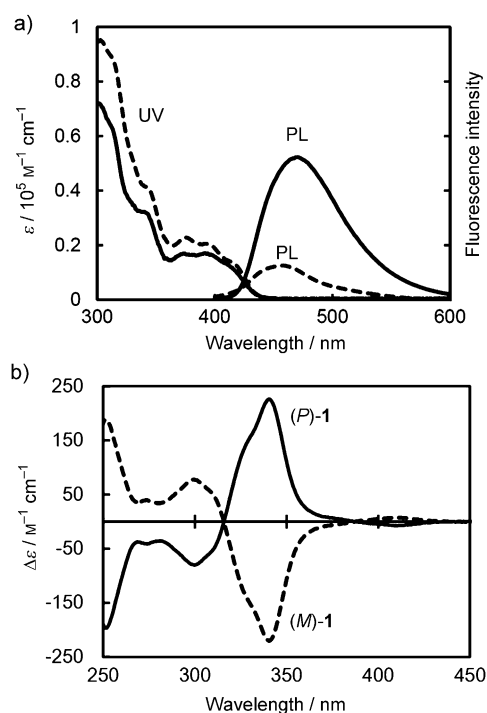 a)
1
0.8
0.6
0.4
0.2
0
ε / 10⁵ M⁻¹ cm⁻¹
UV
PL
PL
Fluorescence intensity
300 400 500 600
Wavelength / nm
b)
250
150
50
-50
-150
-250
Δε / M⁻¹ cm⁻¹
(P)-1
(M)-1
250 300 350 400 450
Wavelength / nm